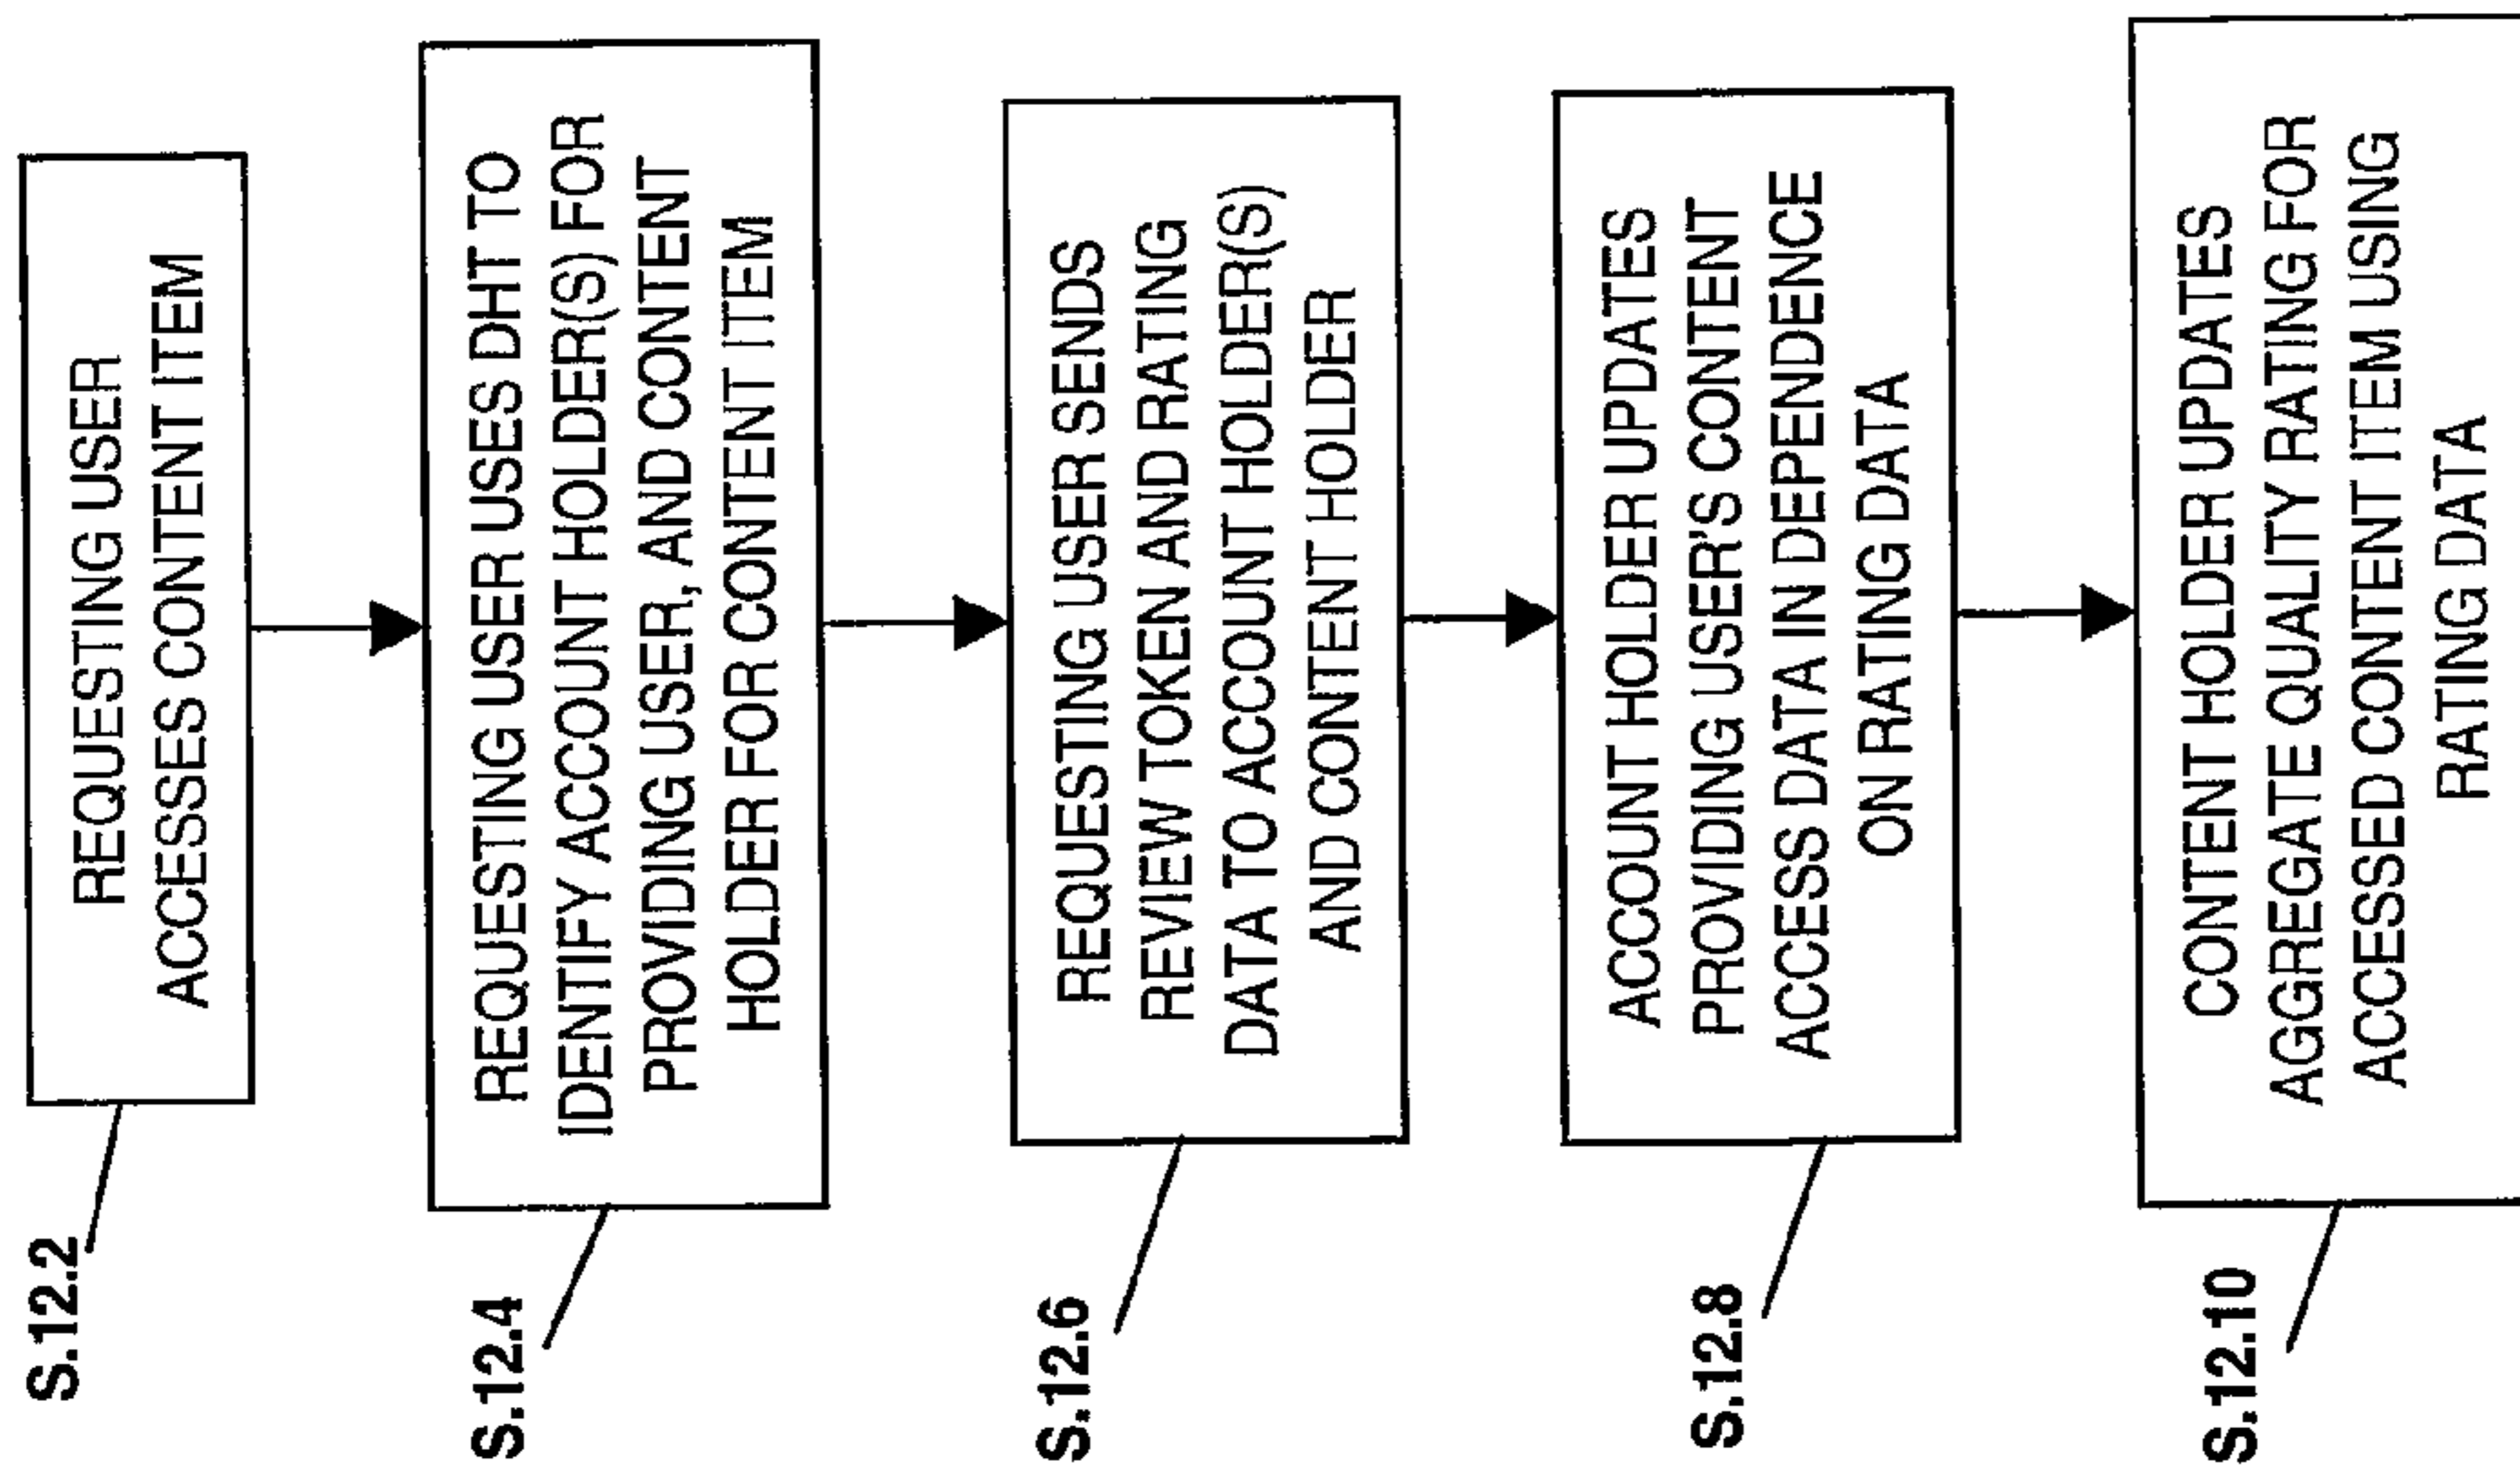 S.12.2
REQUESTING USER
ACCESSES CONTENT ITEM
S.12.4
REQUESTING USER USES DHT TO
IDENTIFY ACCOUNT HOLDER(S) FOR
PROVIDING USER, AND CONTENT
HOLDER FOR CONTENT ITEM
S.12.6
REQUESTING USER SENDS
REVIEW TOKEN AND RATING
DATA TO ACCOUNT HOLDER(S)
AND CONTENT HOLDER
S.12.8
ACCOUNT HOLDER UPDATES
PROVIDING USER'S CONTENT
ACCESS DATA IN DEPENDENCE
ON RATING DATA
S.12.10
CONTENT HOLDER UPDATES
AGGREGATE QUALITY RATING FOR
ACCESSED CONTENT ITEM USING
RATING DATA